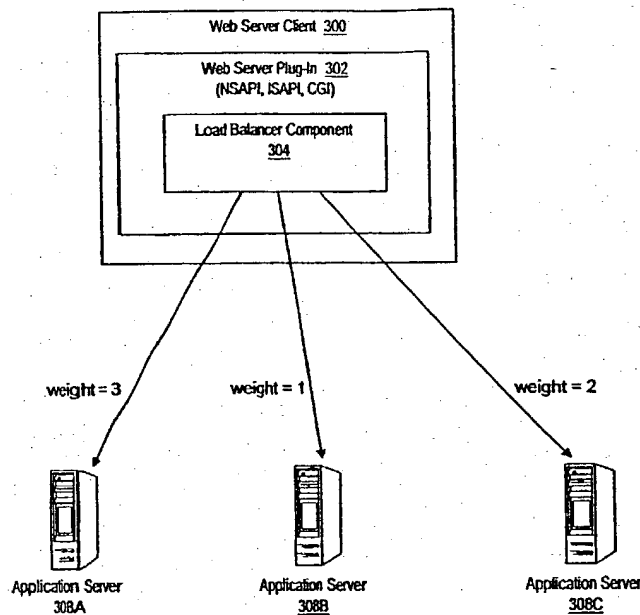 Web Server Client 300
Web Server Plug-In 302
(NSAPI, ISAPI, CGI)
Load Balancer Component
304
weight = 3
weight = 1
weight = 2
Application Server
308A
Application Server
308B
Application Server
308C